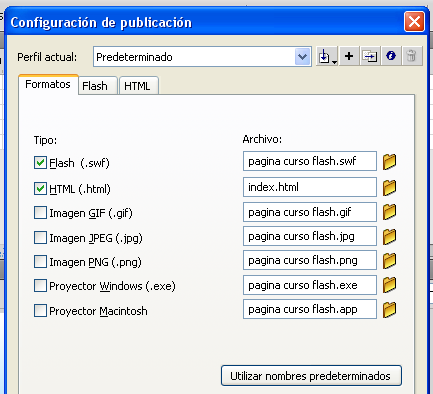 Configuración de publicación
Perfil actual: Predeterminado
Formatos Flash HTML
Tipo: Archivo:
Flash (.swf) pagina curso flash.swf
HTML (.html) index.html
Imagen GIF (.gif) pagina curso flash.gif
Imagen JPEG (.jpg) pagina curso flash.jpg
Imagen PNG (.png) pagina curso flash.png
Proyector Windows (.exe) pagina curso flash.exe
Proyector Macintosh pagina curso flash.app
Utilizar nombres predeterminados